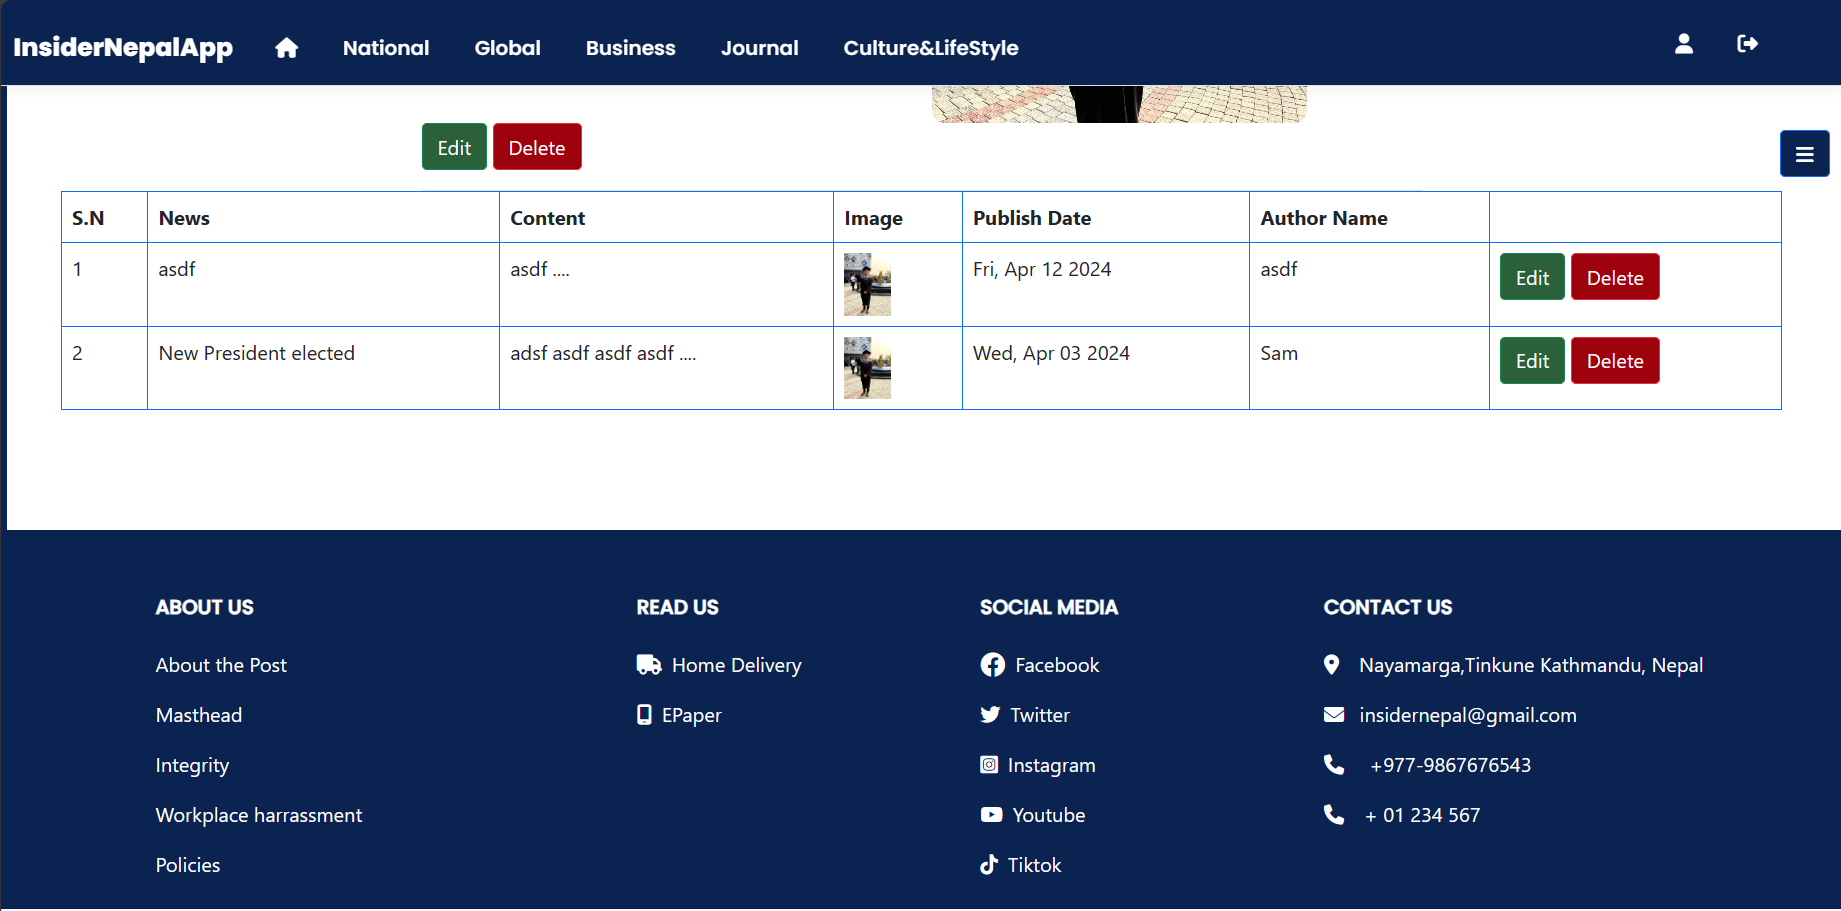 InsiderNepalApp National Global Business Journal Culture&LifeStyle
Edit Delete
S.N News Content Image Publish Date Author Name
1 asdf asdf .... Fri, Apr 12 2024 asdf Edit Delete
2 New President elected adsf asdf asdf asdf .... Wed, Apr 03 2024 Sam Edit Delete
ABOUT US READ US SOCIAL MEDIA CONTACT US
About the Post Home Delivery Facebook Nayamarga,Tinkune Kathmandu, Nepal
Masthead EPaper Twitter insidernepal@gmail.com
Integrity Instagram +977-9867676543
Workplace harrassment Youtube + 01 234 567
Policies Tiktok